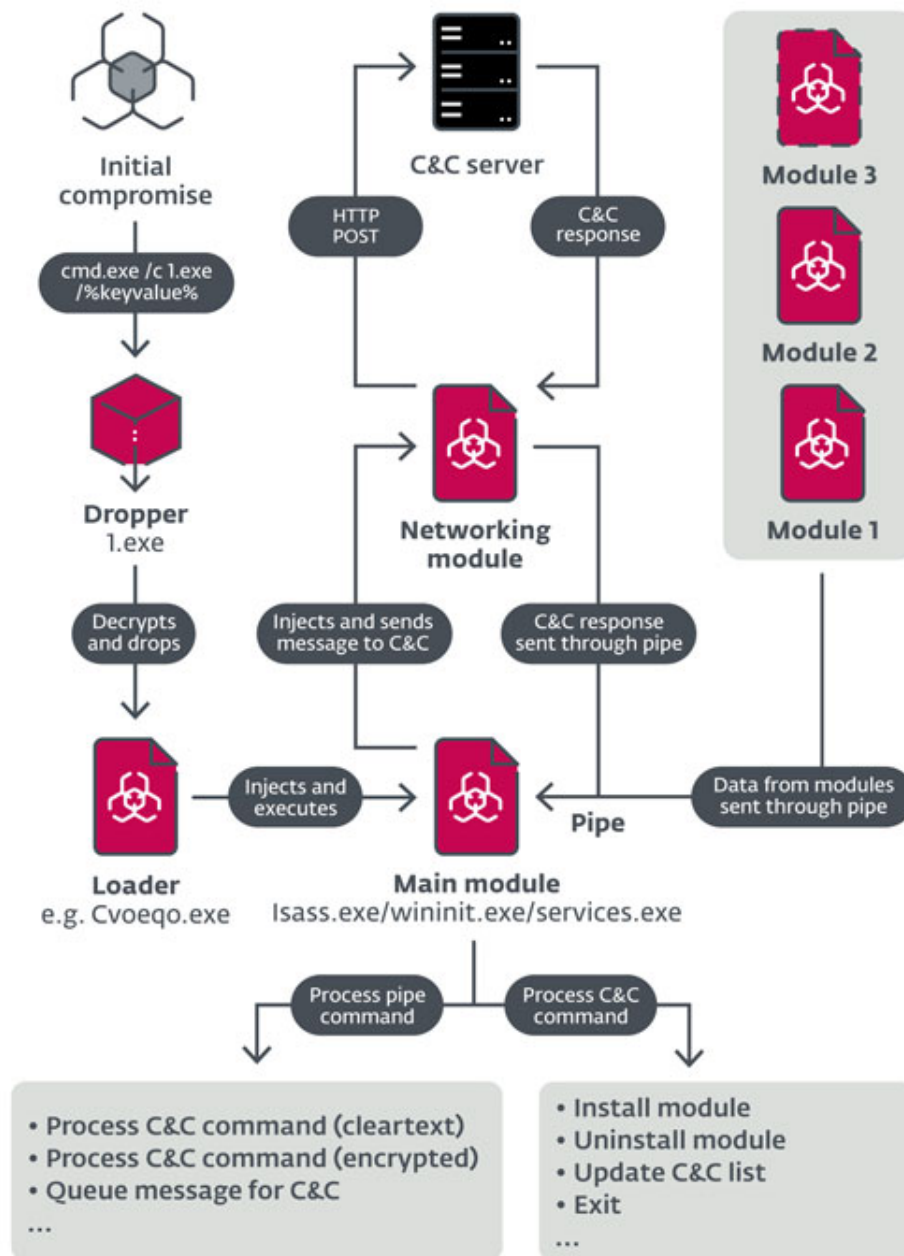 Initial
compromise
cmd.exe /c 1.exe
/%keyvalue%
Dropper
1.exe
Decrypts
and drops
Loader
e.g. Cvoeqo.exe
Injects and
executes
C&C server
HTTP
POST
C&C
response
Networking
module
Injects and sends
message to C&C
C&C response
sent through pipe
Main module
lsass.exe/wininit.exe/services.exe
Pipe
Module 3
Module 2
Module 1
Data from modules
sent through pipe
Process pipe
command
Process C&C
command
• Process C&C command (cleartext)
• Process C&C command (encrypted)
• Queue message for C&C
...
• Install module
• Uninstall module
• Update C&C list
• Exit
...